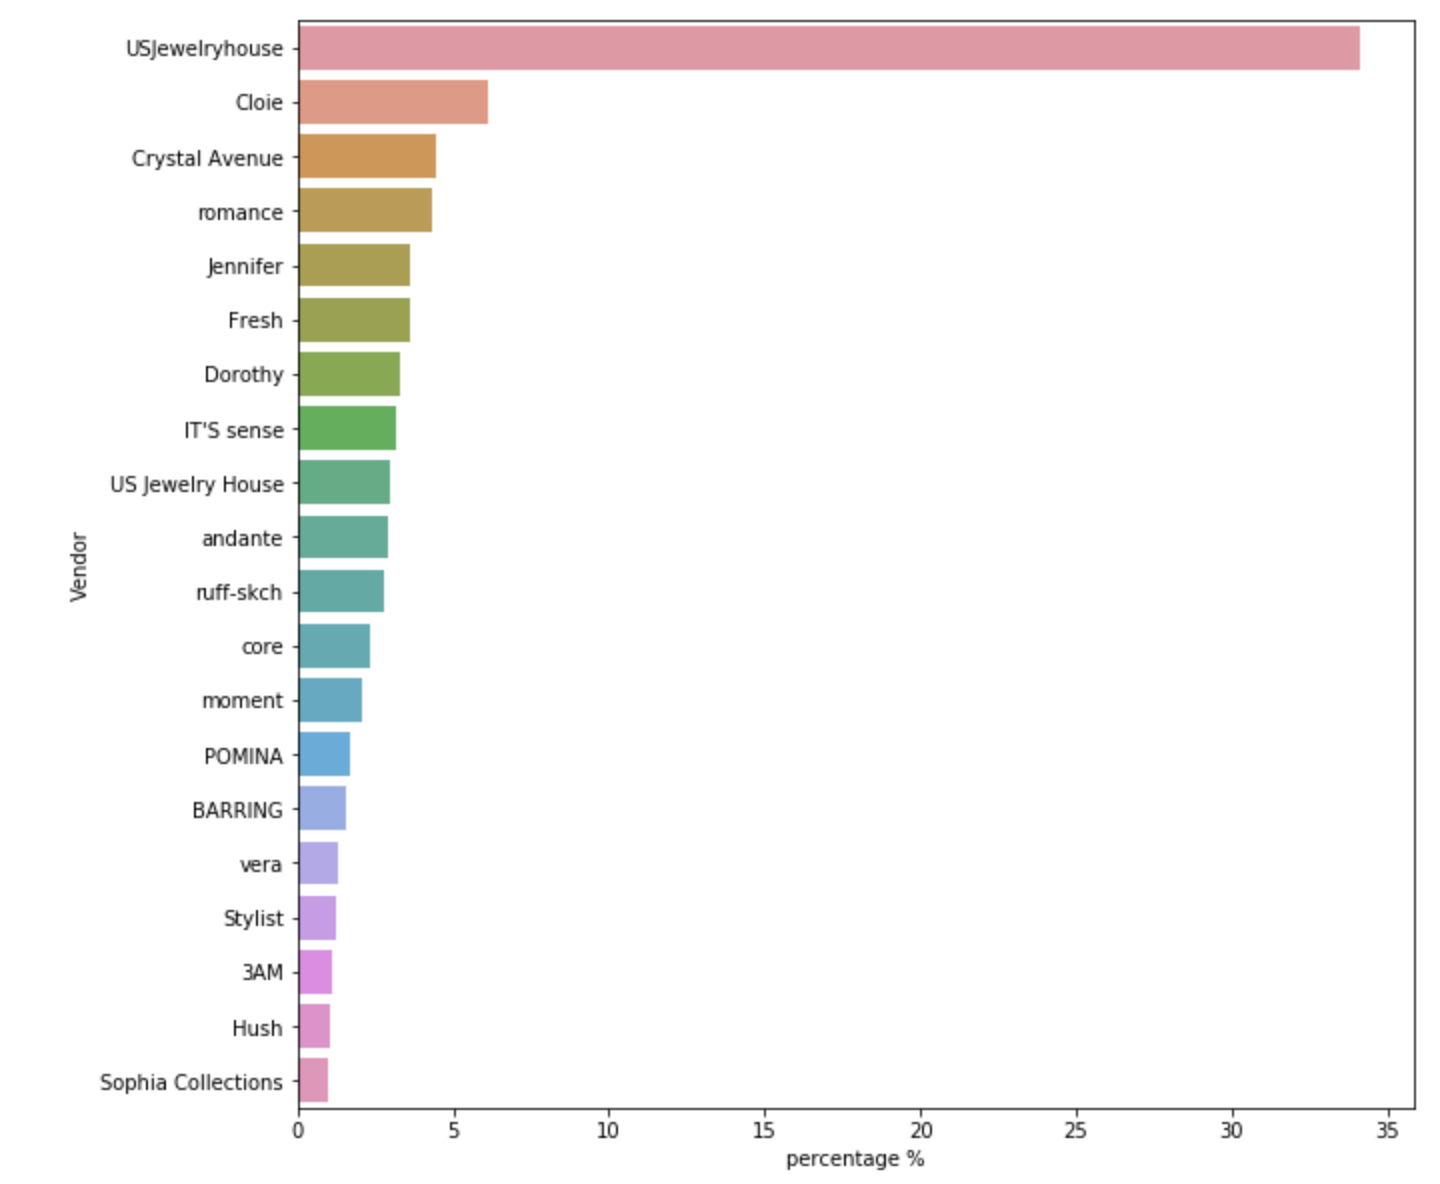 USJewelryhouse
Cloie
Crystal Avenue
romance
Jennifer
Fresh
Dorothy
IT'S sense
US Jewelry House
andante
ruff-skch
core
moment
POMINA
BARRING
vera
Stylist
3AM
Hush
Sophia Collections
Vendor
0 5 10 15 20 25 30 35
percentage %